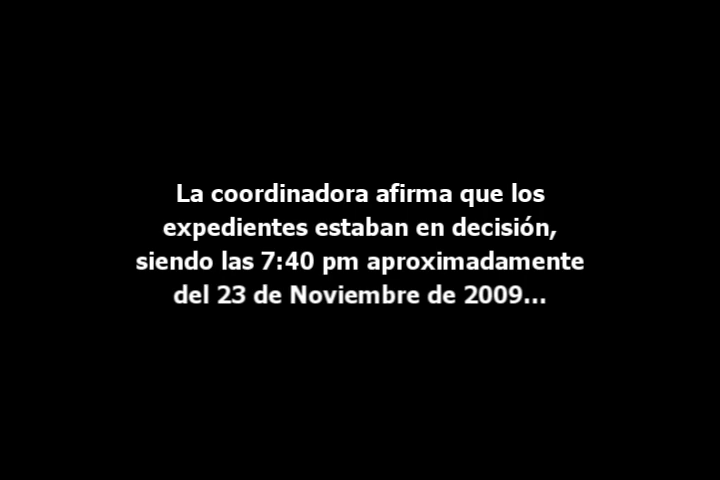 La coordinadora afirma que los
expedientes estaban en decisión,
siendo las 7:40 pm aproximadamente
del 23 de Noviembre de 2009...